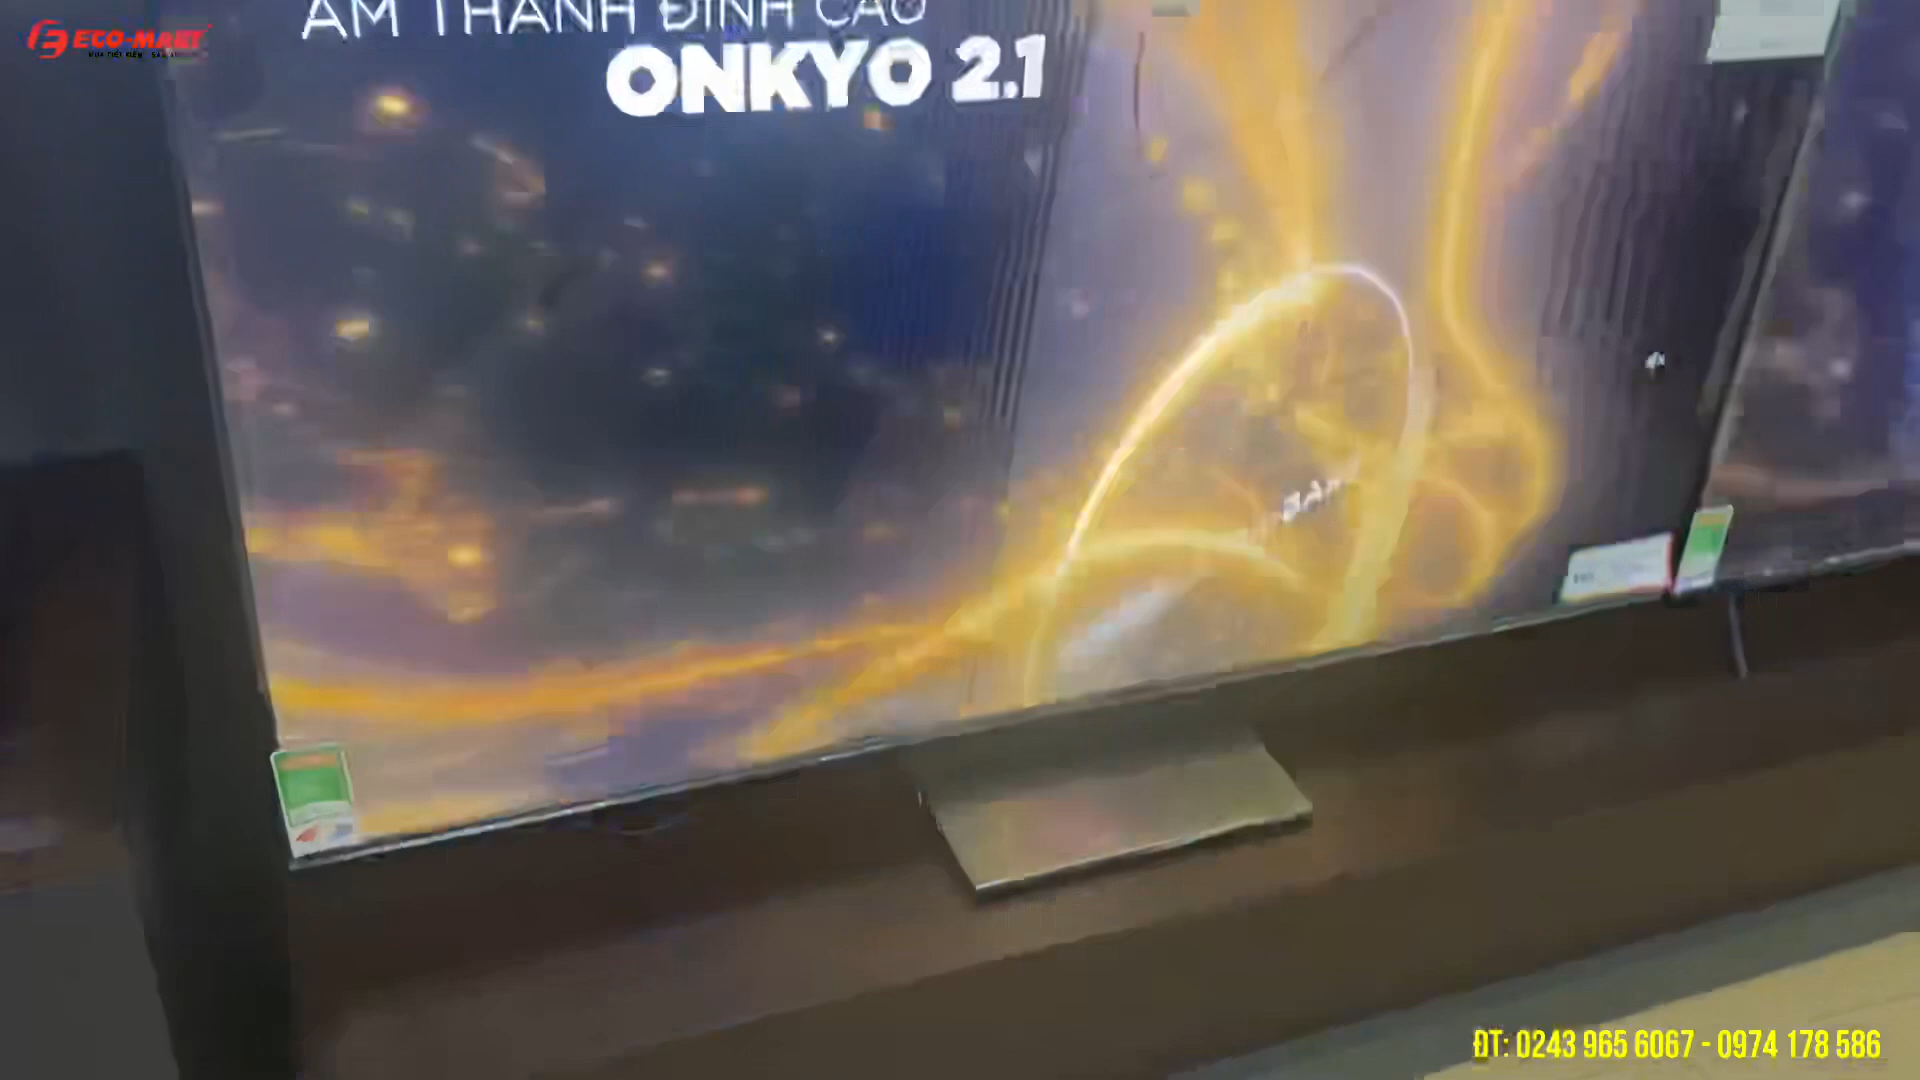 ECO-MART
ÂM THANH ĐỈNH CAO
ONKYO 2.1
ĐT: 0243 965 6067 - 0974 178 586